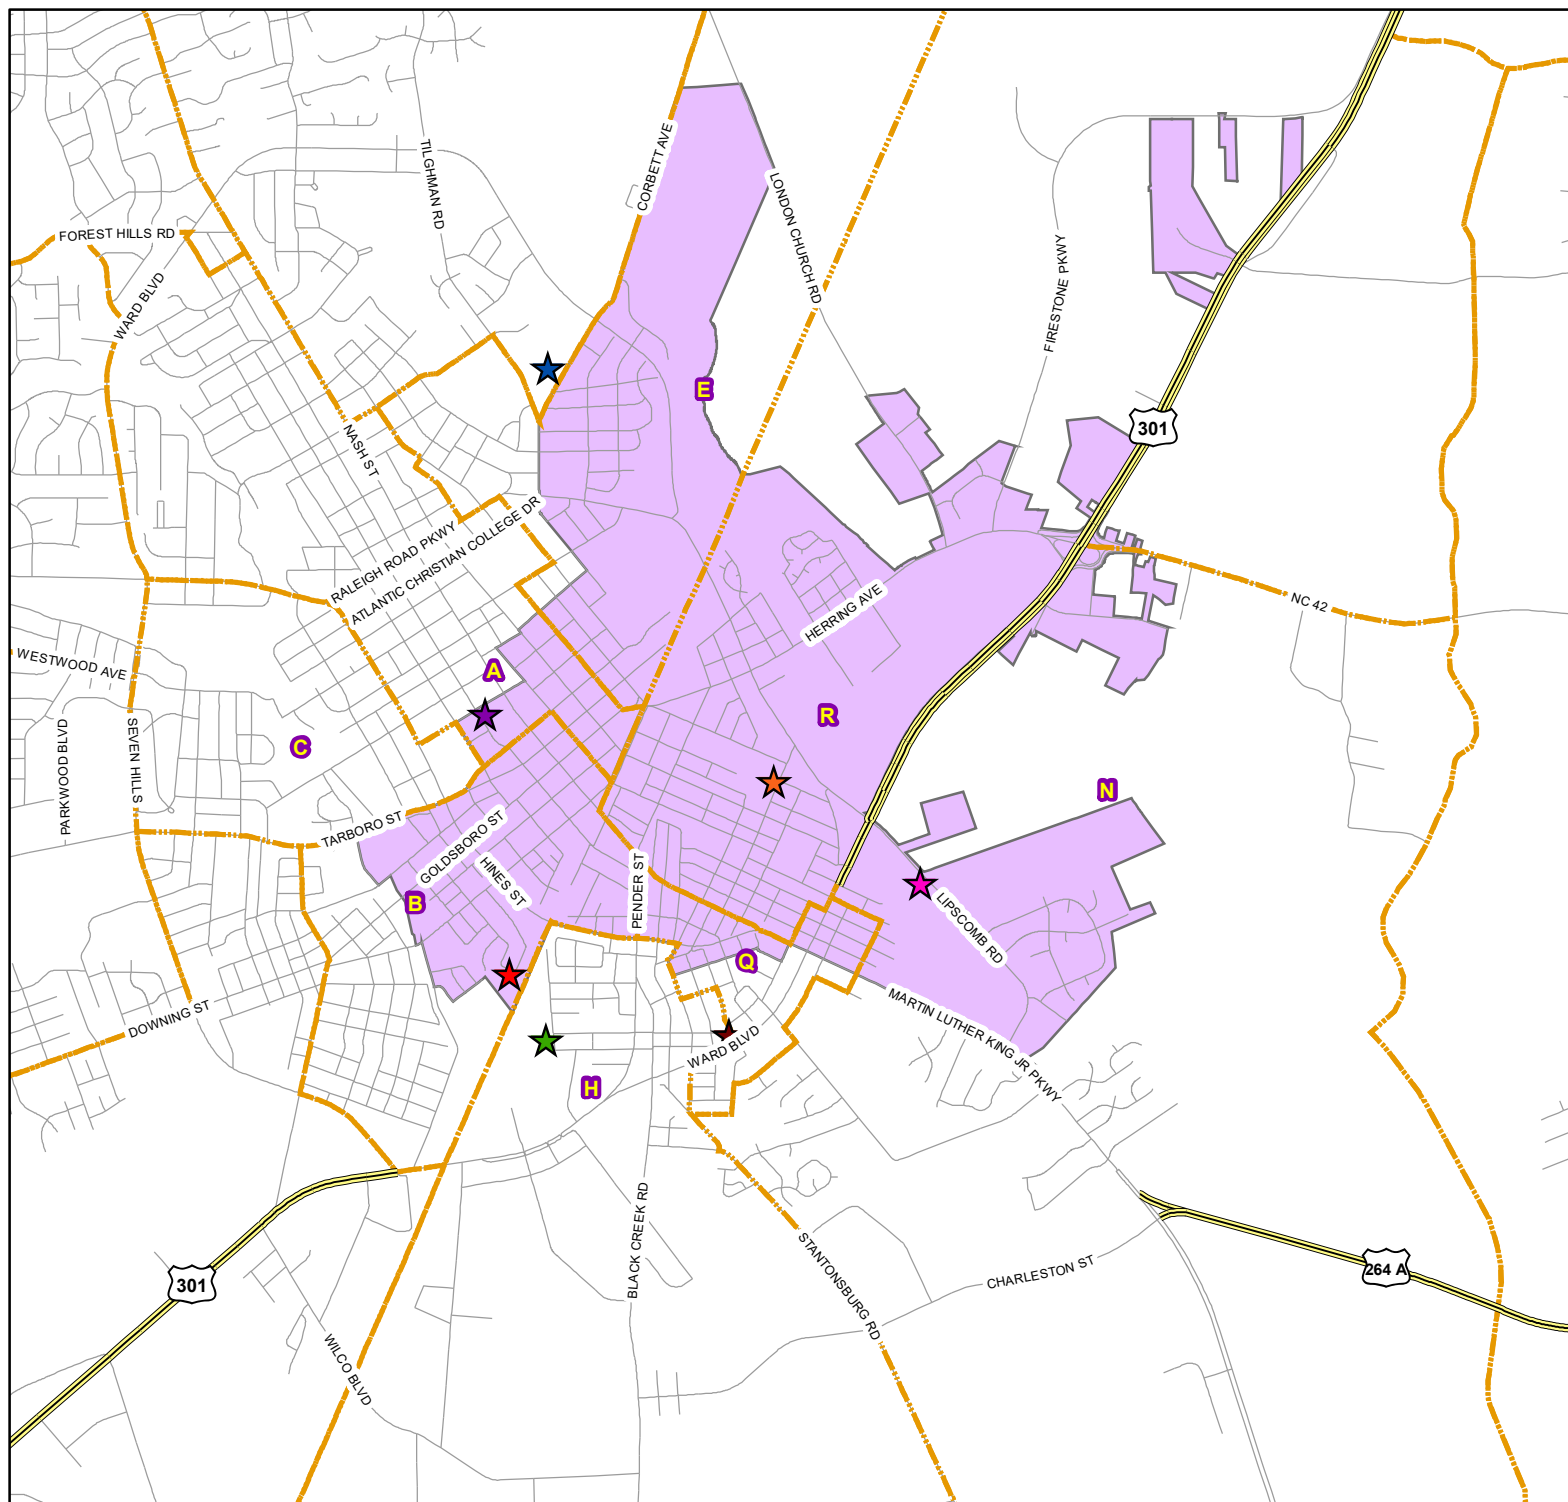 CORBETT AVE
TILGHMAN RD
LONDON CHURCH RD
FOREST HILLS RD
WARD BLVD
FIRESTONE PKWY
E
301
NASH ST
RALEIGH ROAD PKWY
ATLANTIC CHRISTIAN COLLEGE DR
HERRING AVE
NC 42
WESTWOOD AVE
A
R
SEVEN HILLS
PARKWOOD BLVD
C
N
TARBORO ST
GOLDSBORO ST
HINES ST
PENDER ST
B
LIPSCOMB RD
Q
DOWNING ST
MARTIN LUTHER KING JR PKWY
WARD BLVD
H
BLACK CREEK RD
STANTONSBURG RD
CHARLESTON ST
264 A
301
WILCO BLVD